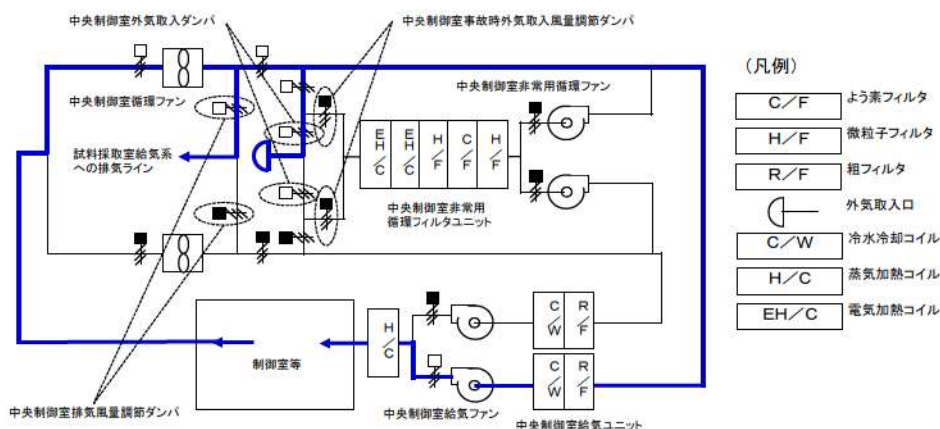 中央制御室外気取入ダンパ
中央制御室事故時外気取入風量調節ダンパ
中央制御室循環ファン
中央制御室非常用循環ファン
試料採取室給気系
への排気ライン
EH/C
EH/C
H/F
C/F
H/F
中央制御室非常用
循環フィルタユニット
制御室等
H/C
C/W
R/F
C/W
R/F
中央制御室排気風量調節ダンパ
中央制御室給気ファン
中央制御室給気ユニット
(凡例)
C/F よう素フィルタ
H/F 微粒子フィルタ
R/F 粗フィルタ
外気取入口
C/W 冷水冷却コイル
H/C 蒸気加熱コイル
EH/C 電気加熱コイル